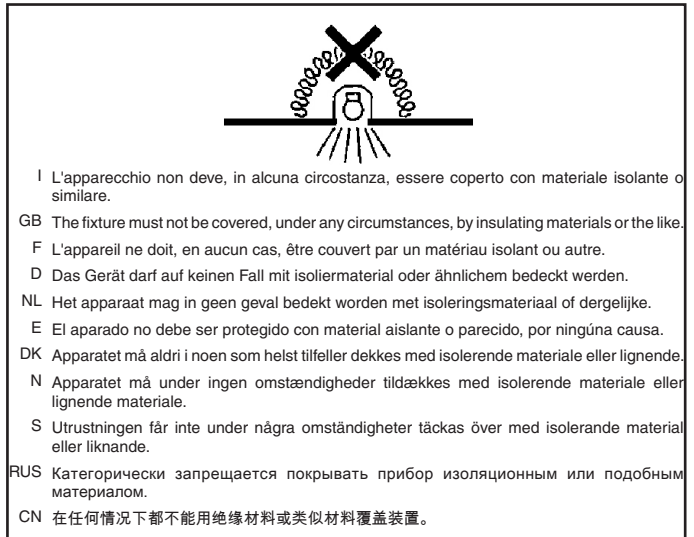 I L'apparecchio non deve, in alcuna circostanza, essere coperto con materiale isolante o
similare.
GB The fixture must not be covered, under any circumstances, by insulating materials or the like.
F L'appareil ne doit, en aucun cas, être couvert par un matériau isolant ou autre.
D Das Gerät darf auf keinen Fall mit isoliermaterial oder ähnlichem bedeckt werden.
NL Het apparaat mag in geen geval bedekt worden met isoleringsmateriaal of dergelijke.
E El aparado no debe ser protegido con material aislante o parecido, por ningúna causa.
DK Apparatet må aldri i noen som helst tilfeller dekkes med isolerende materiale eller lignende.
N Apparatet må under ingen omstændigheder tildækkes med isolerende materiale eller
lignende materiale.
S Utrustningen får inte under några omständigheter täckas över med isolerande material
eller liknande.
RUS Категорически запрещается покрывать прибор изоляционным или подобным
материалом.
CN 在任何情况下都不能用绝缘材料或类似材料覆盖装置。